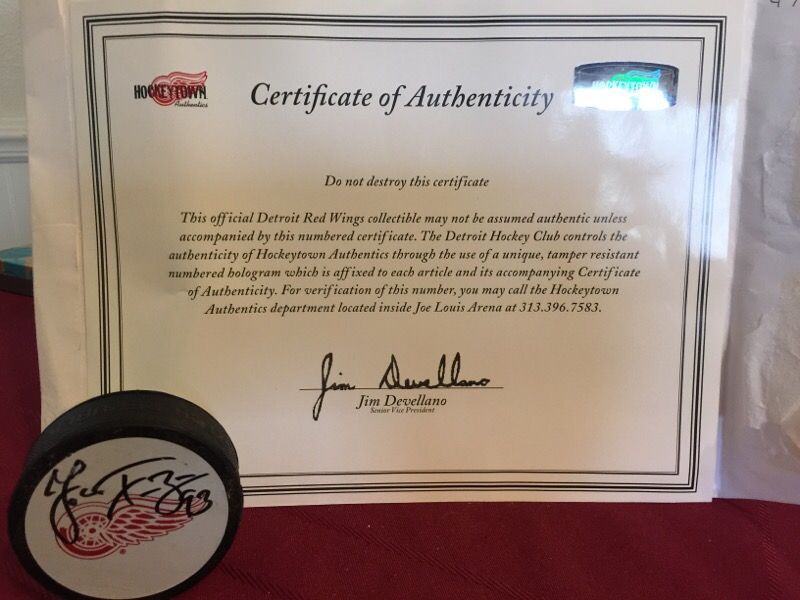 HOCKEYTOWN
Authentics
Certificate of Authenticity
HOCKEYTOWN
Do not destroy this certificate
This official Detroit Red Wings collectible may not be assumed authentic unless
accompanied by this numbered certificate. The Detroit Hockey Club controls the
authenticity of Hockeytown Authentics through the use of a unique, tamper resistant
numbered hologram which is affixed to each article and its accompanying Certificate
of Authenticity. For verification of this number, you may call the Hockeytown
Authentics department located inside Joe Louis Arena at 313.396.7583.
Jim Devellano
Jim Devellano
Senior Vice President
93